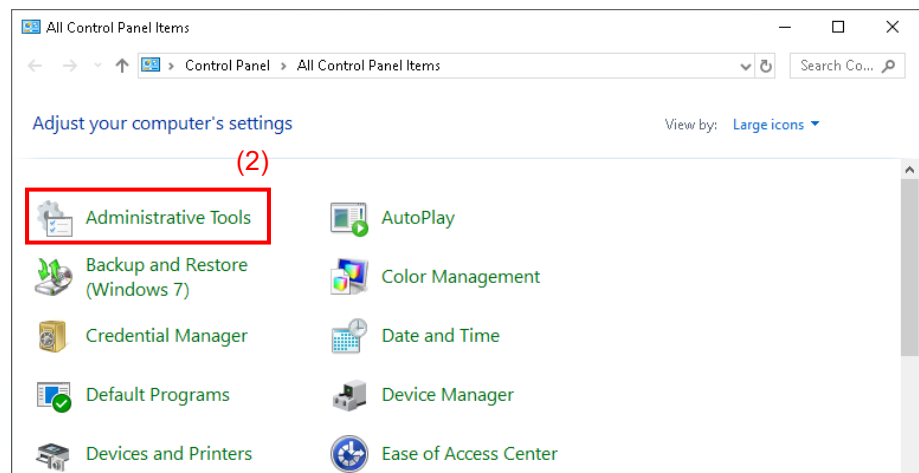 All Control Panel Items
Control Panel > All Control Panel Items
Search Co...
Adjust your computer's settings
View by: Large icons
(2)
Administrative Tools
AutoPlay
Backup and Restore
(Windows 7)
Color Management
Credential Manager
Date and Time
Default Programs
Device Manager
Devices and Printers
Ease of Access Center